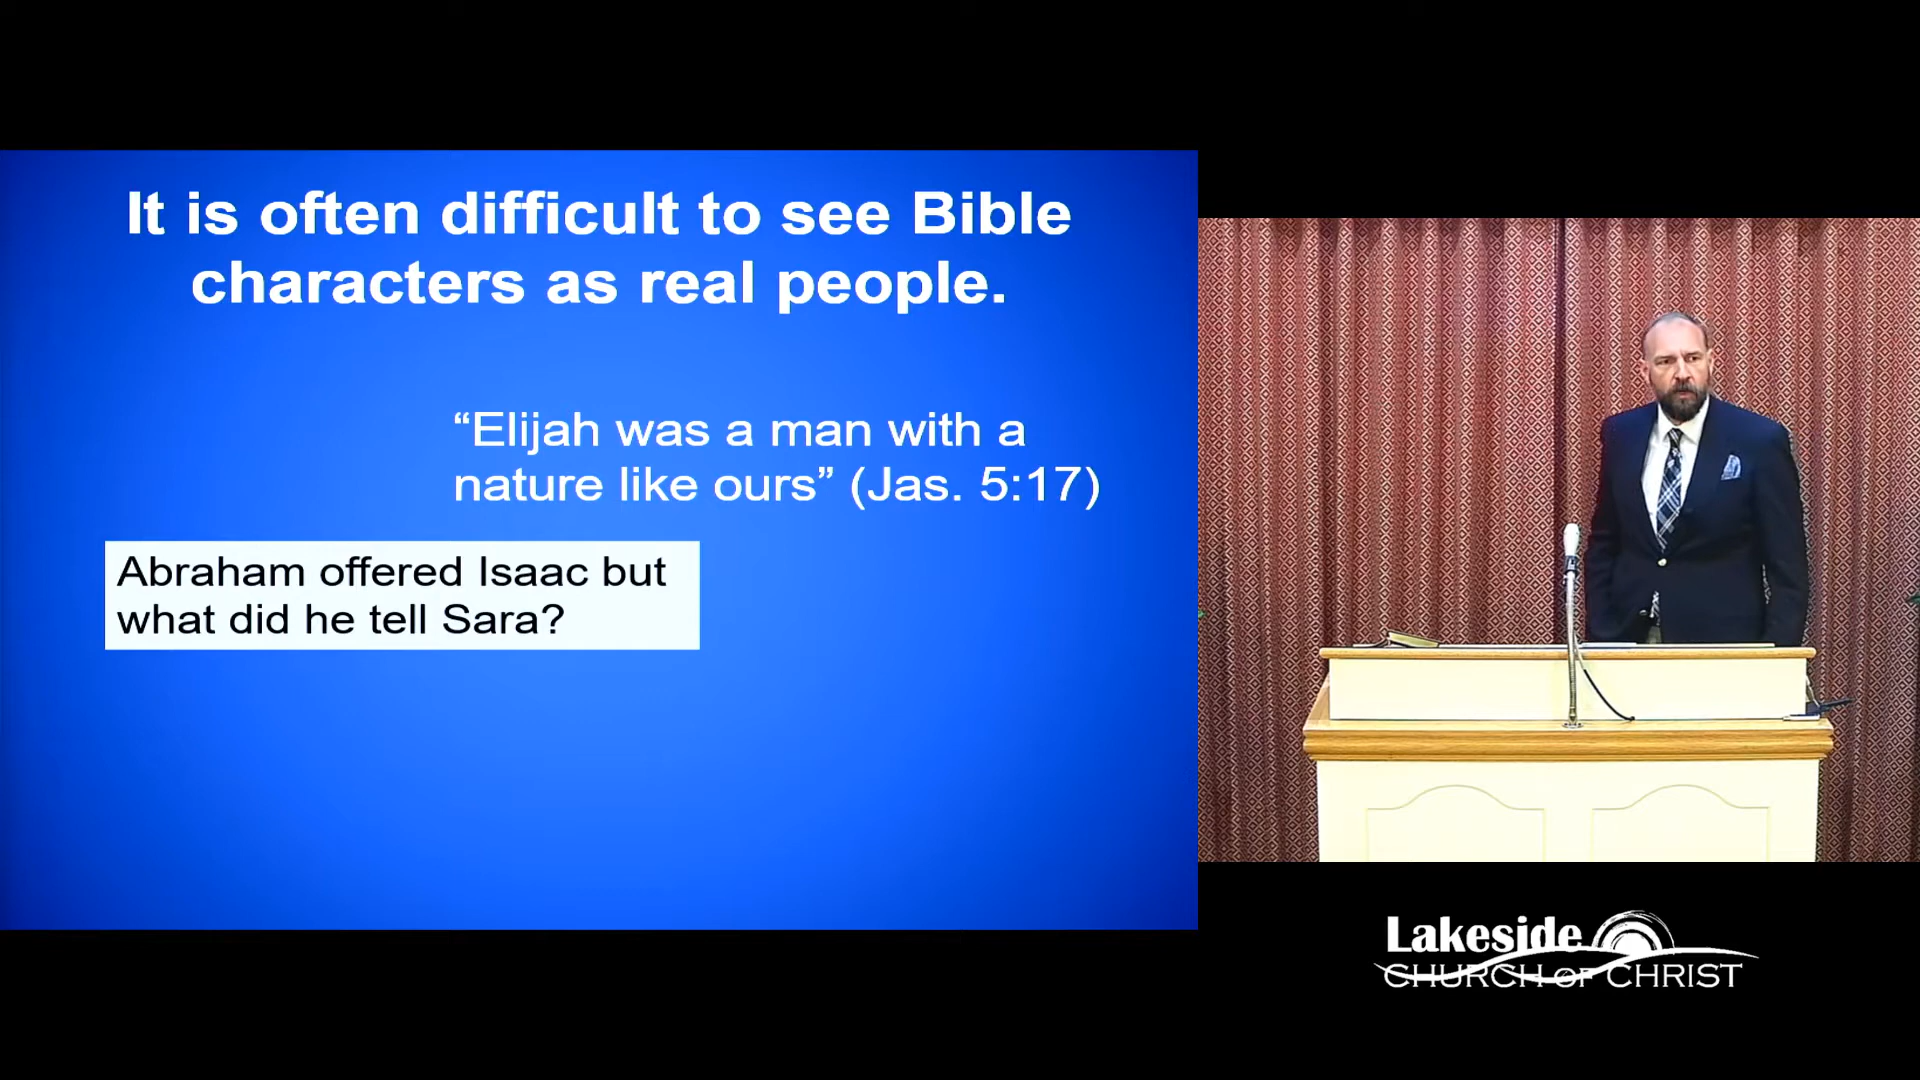 It is often difficult to see Bible
characters as real people.
“Elijah was a man with a
nature like ours” (Jas. 5:17)
Abraham offered Isaac but
what did he tell Sara?
Lakeside
CHURCH OF CHRIST